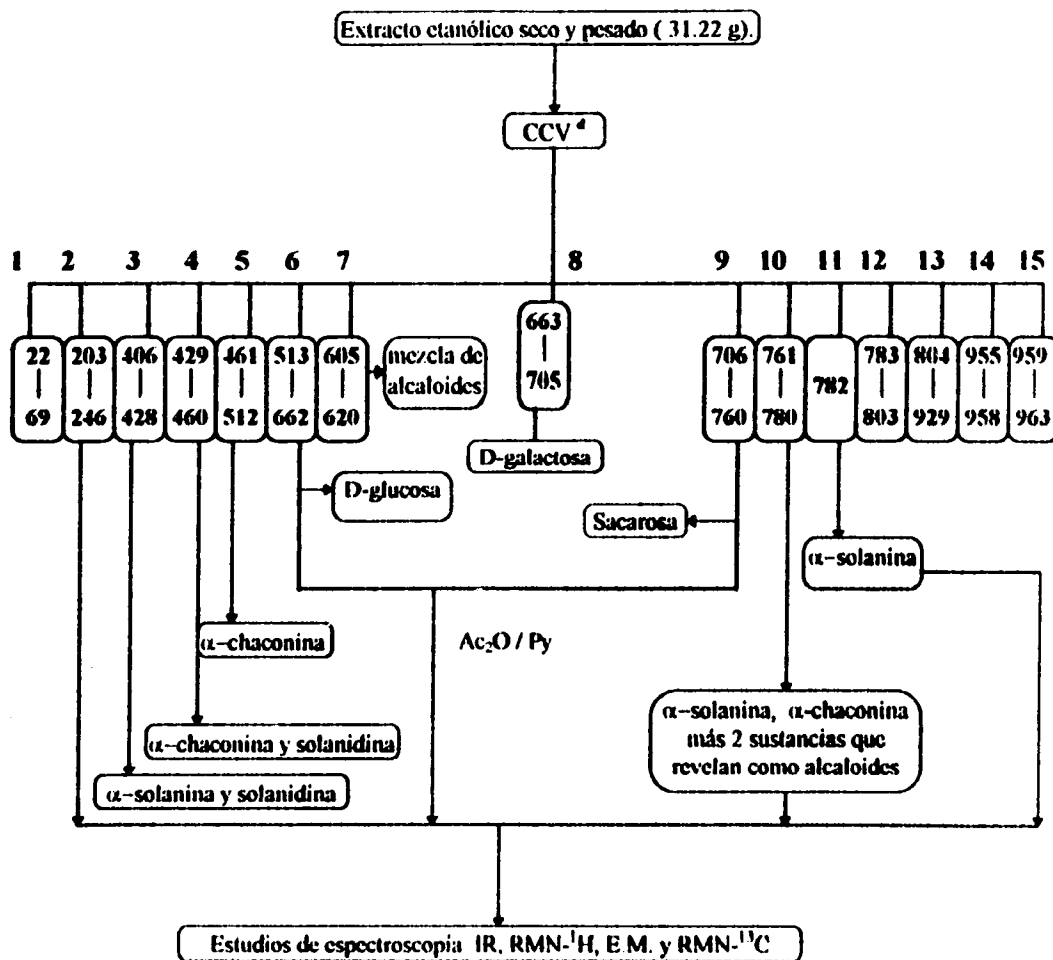 Extracto etanólico seco y pesado ( 31.22 g).
CCV d
1 2 3 4 5 6 7 8 9 10 11 12 13 14 15
22 203 406 429 461 513 605
69 246 428 460 512 662 620
mezcla de
alcaloides
663
705
D-galactosa
706 761 782 783 804 955 959
760 780 803 929 958 963
D-glucosa
Sacarosa
α-solanina
α-chaconina
Ac₂O / Py
α-chaconina y solanidina
α-solanina y solanidina
α-solanina, α-chaconina
más 2 sustancias que
revelan como alcaloides
Estudios de espectroscopia IR, RMN-¹H, E.M. y RMN-¹³C